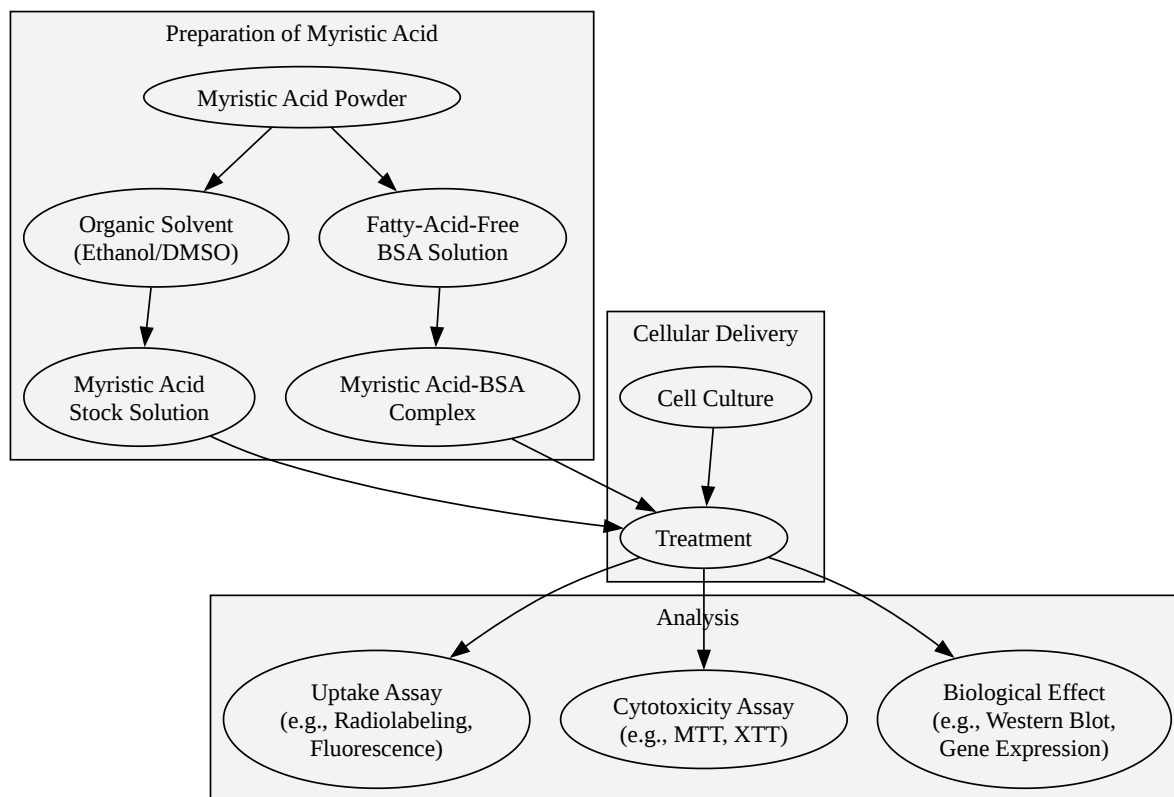 Preparation of Myristic Acid
Myristic Acid Powder
Organic Solvent
(Ethanol/DMSO)
Fatty-Acid-Free
BSA Solution
Myristic Acid
Stock Solution
Myristic Acid-BSA
Complex
Cellular Delivery
Cell Culture
Treatment
Analysis
Uptake Assay
(e.g., Radiolabeling,
Fluorescence)
Cytotoxicity Assay
(e.g., MTT, XTT)
Biological Effect
(e.g., Western Blot,
Gene Expression)